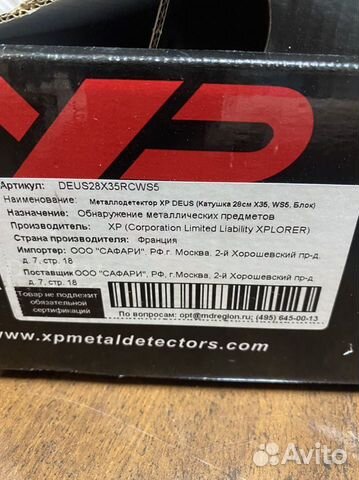 XP
Артикул: DEUS28X35RCWS5
Наименование: Металлодетектор XP DEUS (Катушка 28см X35, WS5, Блок)
Назначение: Обнаружение металлических предметов
Производитель: XP (Corporation Limited Liability XPLORER)
Страна производителя: Франция
Импортер: ООО "САФАРИ", РФ,г. Москва, 2-й Хорошевский пр-д,
д. 7, стр. 18
Поставщик ООО "САФАРИ", РФ, г.Москва, 2-й Хорошевский пр-д,
д. 7, стр. 18
Товар не подлежит
обязательной
сертификации
По вопросам: opt@mdregion.ru; (495) 645-00-13
www.xpmetaldetectors.com
Avito